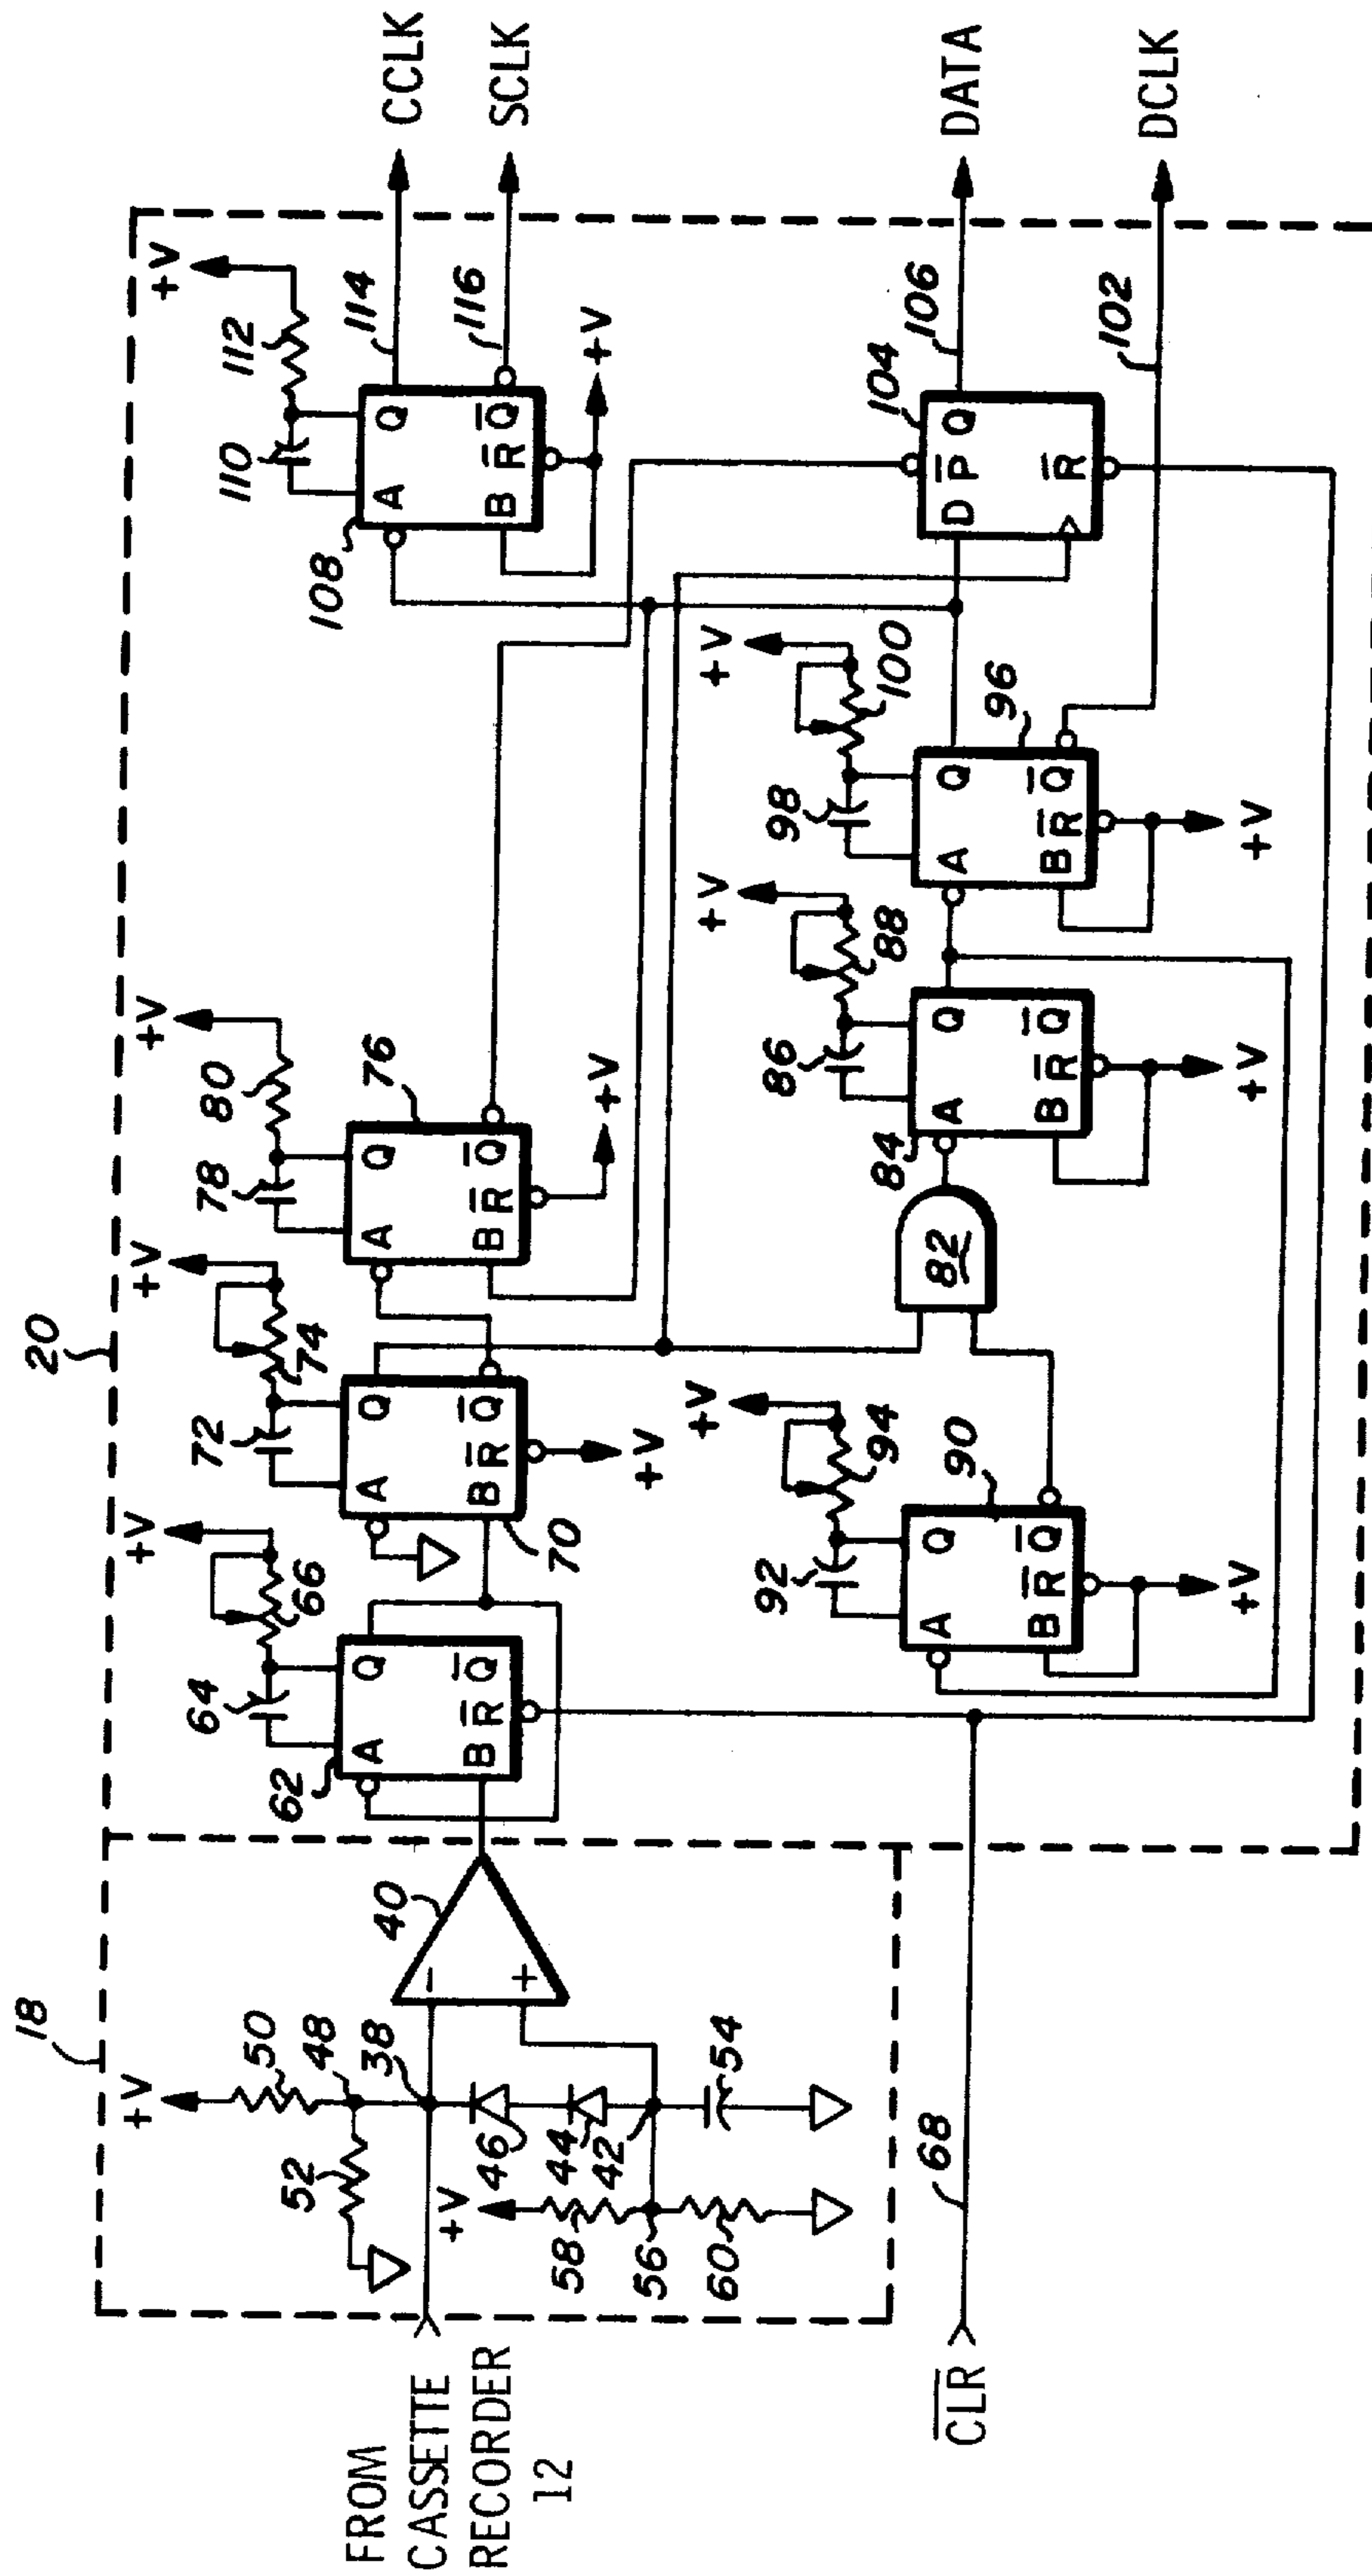 18
20
FROM
CASSETTE
RECORDER
12
+V
50
52
48
38
40
- 
+
46
44
42
+V
58
56
60
54
C̅L̅R̅
68
+V
64
66
62
A Q
B R̅ Q̅
+V
72
74
70
A Q
B R̅ Q̅
+V
+V
78
80
76
A Q
B R̅ Q̅
+V
+V
110
112
108
A Q
B R̅ Q̅
+V
114
CCLK
116
SCLK
+V
92
94
90
A Q
B R̅ Q̅
+V
82
+V
86
88
84
A Q
B R̅ Q̅
+V
+V
98
100
96
A Q
B R̅ Q̅
+V
104
D P̅ Q
R̅
106
DATA
102
DCLK